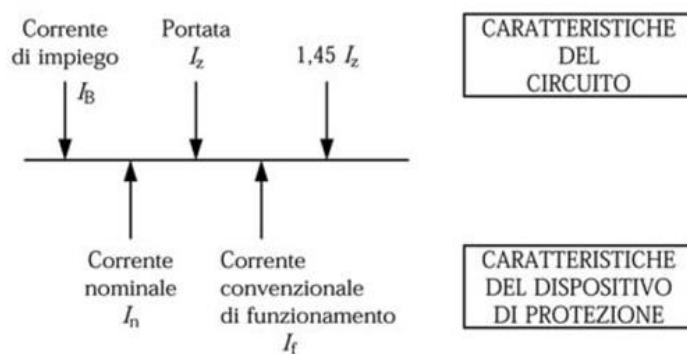 Corrente
di impiego
I_B
Portata
I_z
1,45 I_z
CARATTERISTICHE
DEL
CIRCUITO
Corrente
nominale
I_n
Corrente
convenzionale
di funzionamento
I_f
CARATTERISTICHE
DEL DISPOSITIVO
DI PROTEZIONE